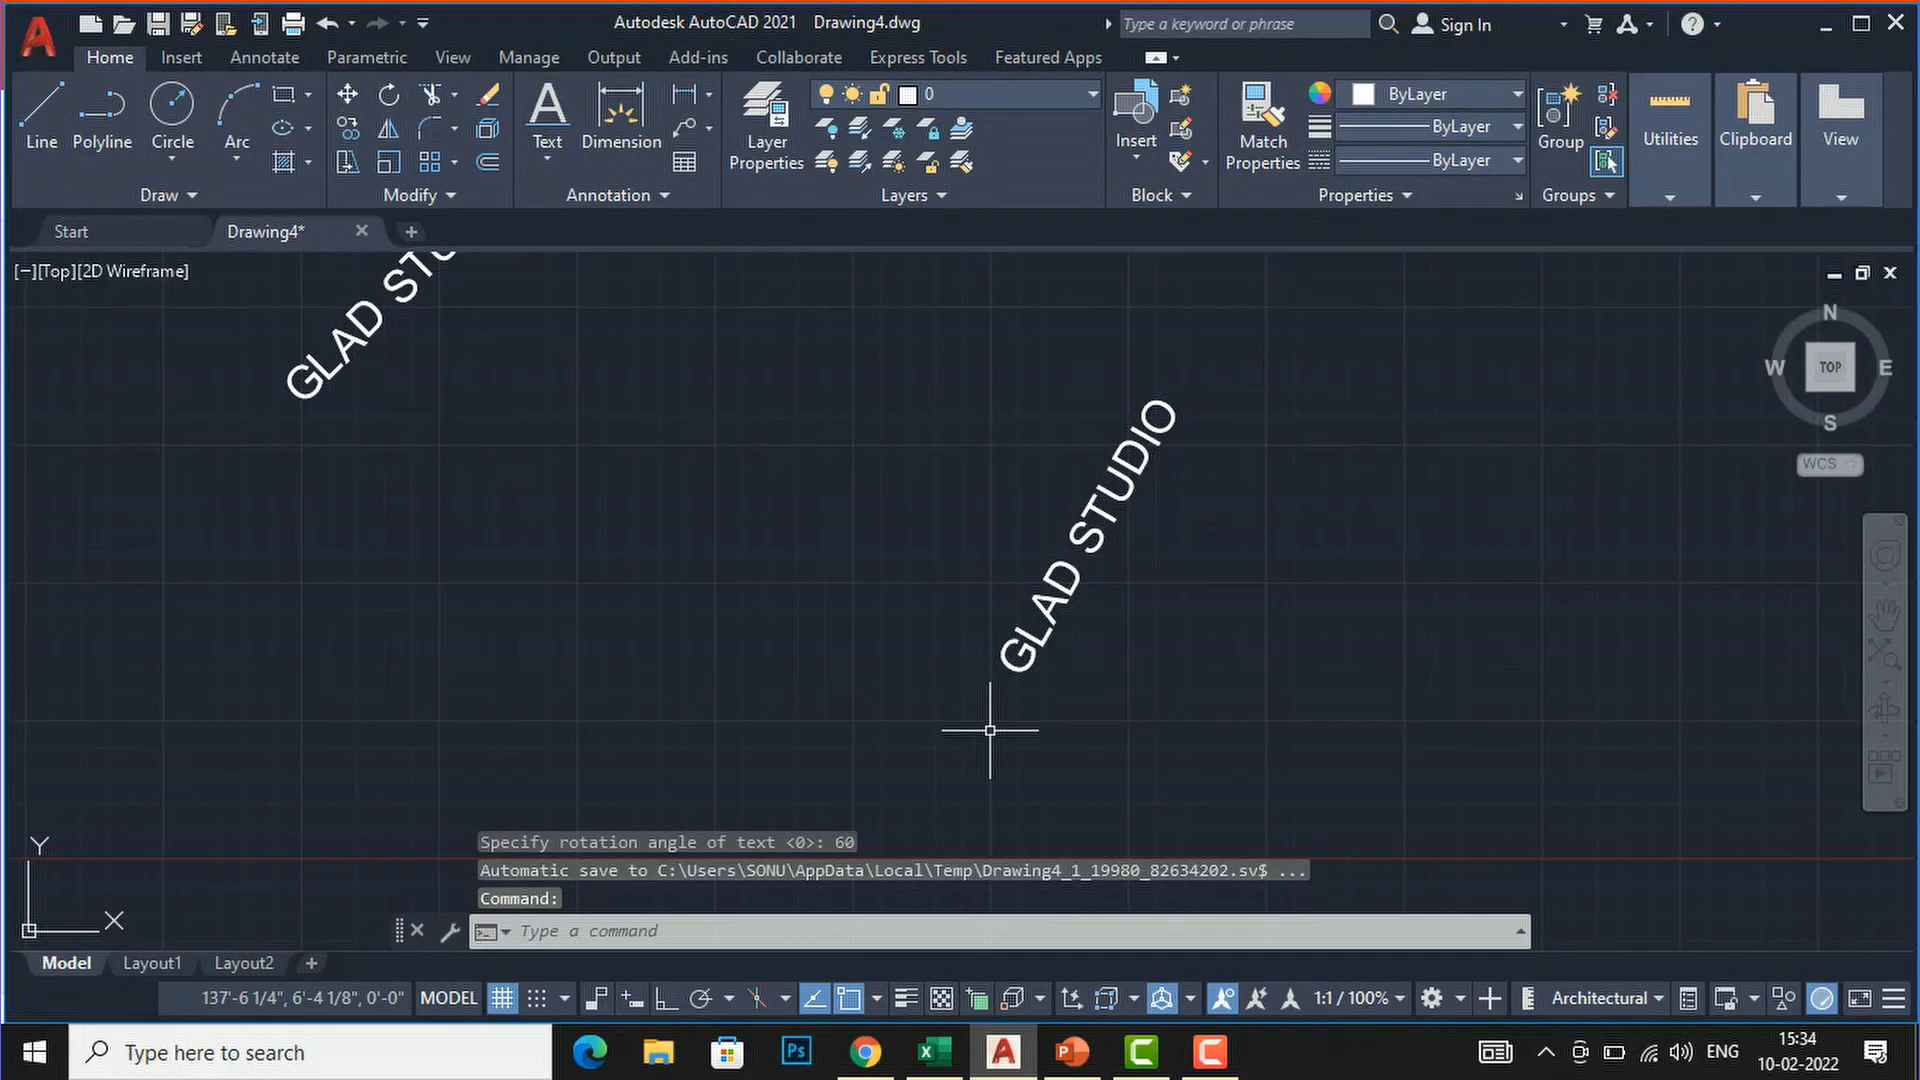 Autodesk AutoCAD 2021 Drawing4.dwg
Type a keyword or phrase
Sign In
Home Insert Annotate Parametric View Manage Output Add-ins Collaborate Express Tools Featured Apps
Line Polyline Circle Arc
Text Dimension
Layer Properties
0
Insert
Match Properties
ByLayer
ByLayer
ByLayer
Group
Utilities
Clipboard
View
Draw Modify Annotation Layers Block Properties Groups
Start Drawing4*
[−][Top][2D Wireframe]
GLAD STU
GLAD STUDIO
N
W TOP E
S
WCS
Y
X
Specify rotation angle of text <0>: 60
Automatic save to C:\Users\SONU\AppData\Local\Temp\Drawing4_1_19980_82634202.sv$ ...
Command:
Type a command
Model Layout1 Layout2
137'-6 1/4", 6'-4 1/8", 0'-0" MODEL 1:1 / 100% Architectural
Type here to search
Ps
ENG
15:34
10-02-2022